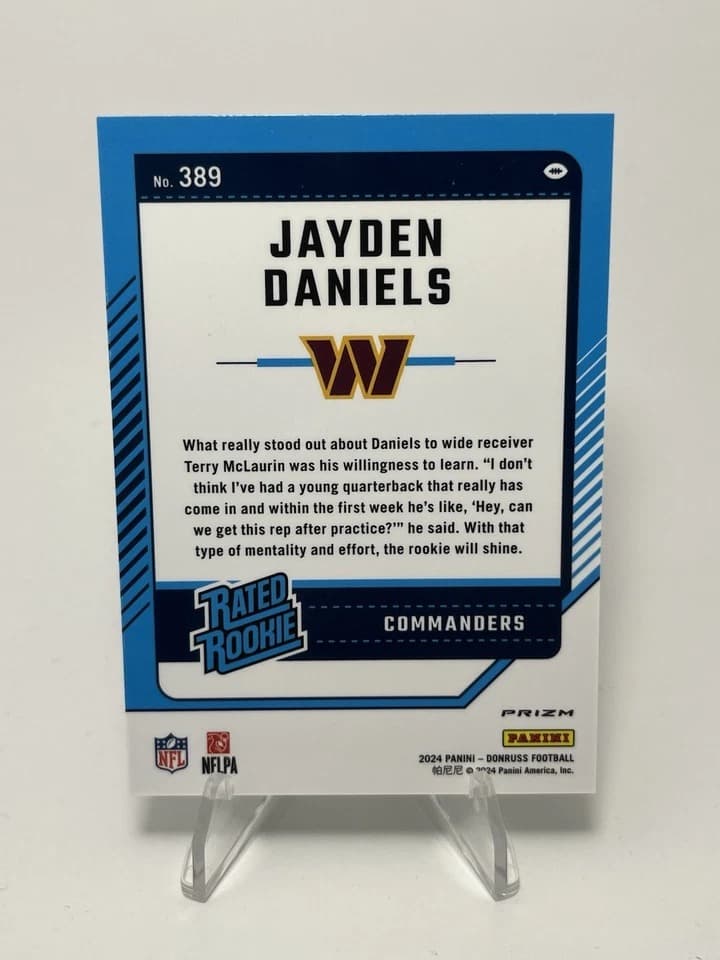 No. 389
JAYDEN
DANIELS
W
What really stood out about Daniels to wide receiver
Terry McLaurin was his willingness to learn. “I don’t
think I’ve had a young quarterback that really has
come in and within the first week he’s like, ‘Hey, can
we get this rep after practice?’” he said. With that
type of mentality and effort, the rookie will shine.
RATED
ROOKIE
COMMANDERS
PRIZM
PANINI
NFL
NFLPA
2024 PANINI – DONRUSS FOOTBALL
帕尼尼 © 2024 Panini America, Inc.